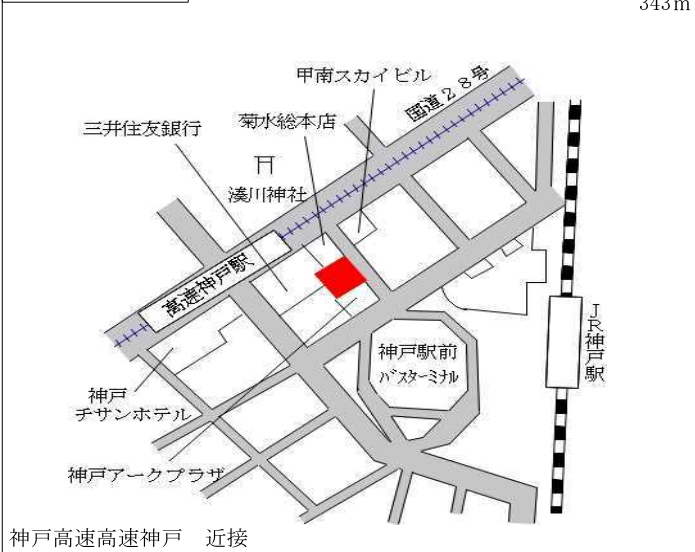 343m
甲南スカイビル
国道28号
菊水総本店
三井住友銀行
湊川神社
高速神戸駅
JR神戸駅
神戸駅前
バスターミナル
神戸
チサンホテル
神戸アークプラザ
神戸高速高速神戸　近接